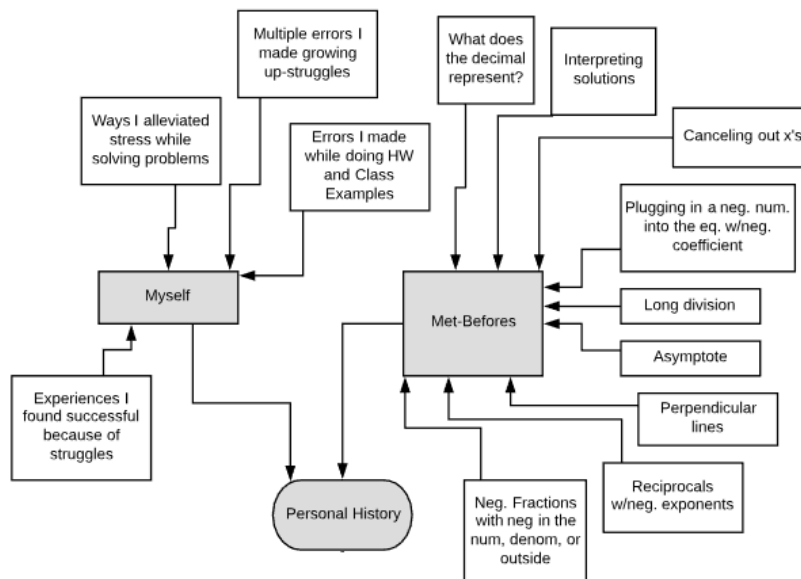 Multiple errors I
made growing
up-struggles
What does
the decimal
represent?
Interpreting
solutions
Ways I alleviated
stress while
solving problems
Errors I made
while doing HW
and Class
Examples
Canceling out x's
Plugging in a neg. num.
into the eq. w/neg.
coefficient
Myself
Met-Befores
Long division
Asymptote
Experiences I
found successful
because of
struggles
Perpendicular
lines
Personal History
Neg. Fractions
with neg in the
num, denom, or
outside
Reciprocals
w/neg. exponents